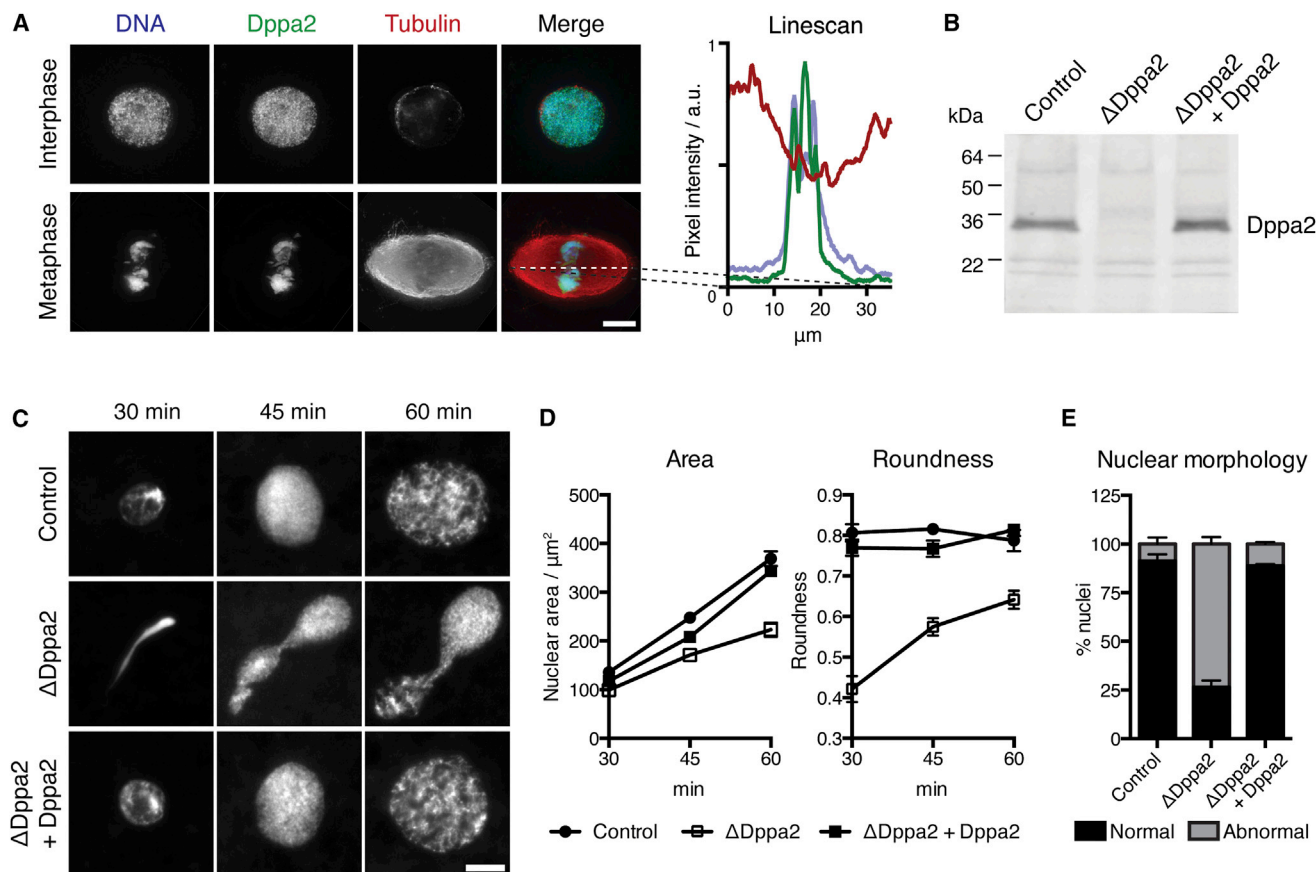 A
DNA
Dppa2
Tubulin
Merge
Interphase
Metaphase
Linescan
Pixel intensity / a.u.
1
0
0
10
20
30
µm
B
Control
ΔDppa2
ΔDppa2
+ Dppa2
kDa
64
50
36
22
Dppa2
C
30 min
45 min
60 min
Control
ΔDppa2
ΔDppa2
+ Dppa2
D
Area
Nuclear area / µm²
500
400
300
200
100
0
30
45
60
min
Roundness
Roundness
0.9
0.8
0.7
0.6
0.5
0.4
0.3
30
45
60
min
Control
ΔDppa2
ΔDppa2 + Dppa2
E
Nuclear morphology
% nuclei
125
100
75
50
25
0
Control
ΔDppa2
ΔDppa2
+ Dppa2
Normal
Abnormal